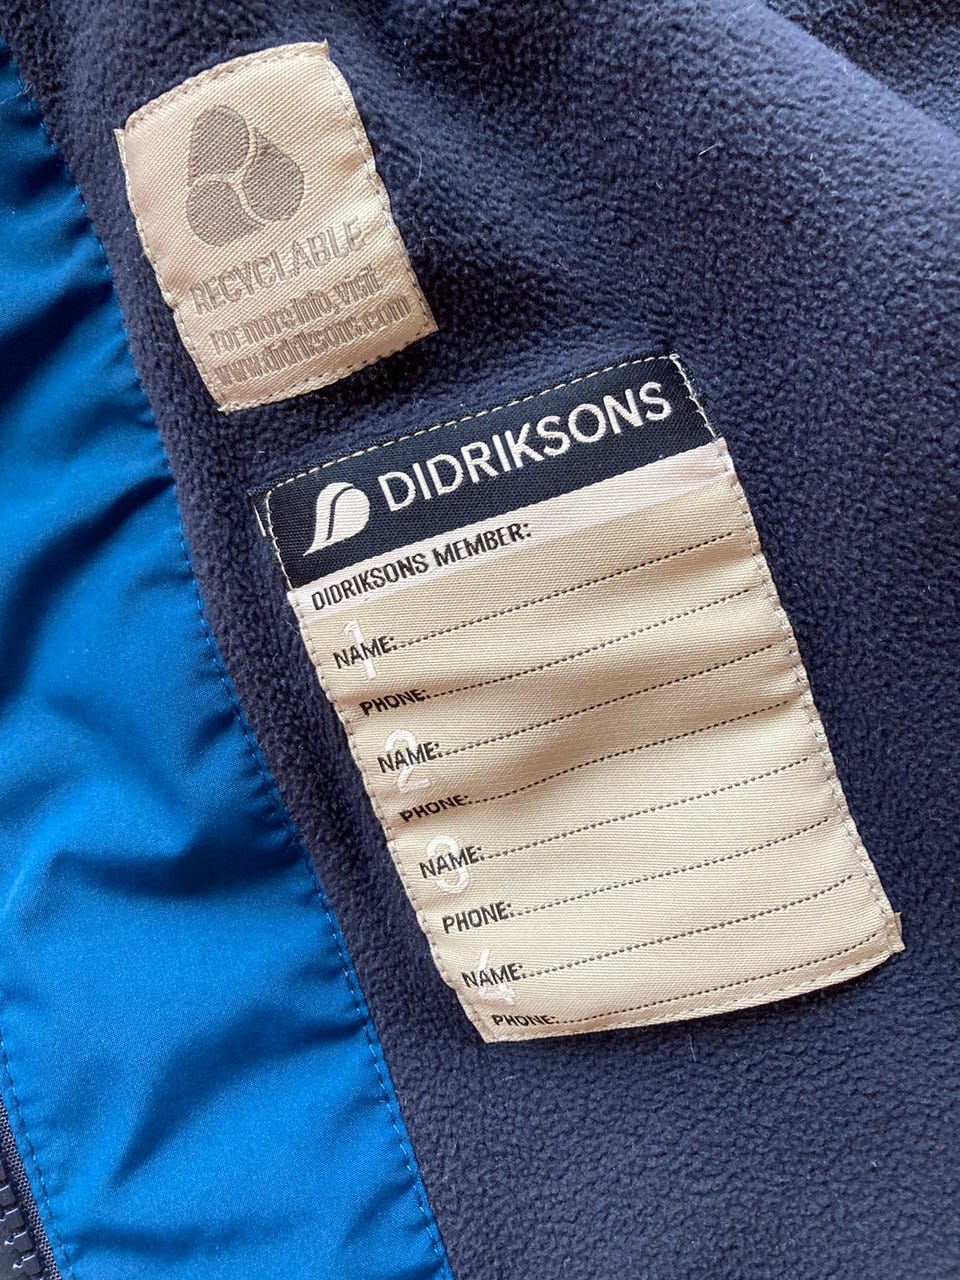 RECYCLABLE
For more info, visit
www.didriksons.com
DIDRIKSONS
DIDRIKSONS MEMBER:
1
NAME:
PHONE:
2
NAME:
PHONE:
3
NAME:
PHONE:
4
NAME:
PHONE: